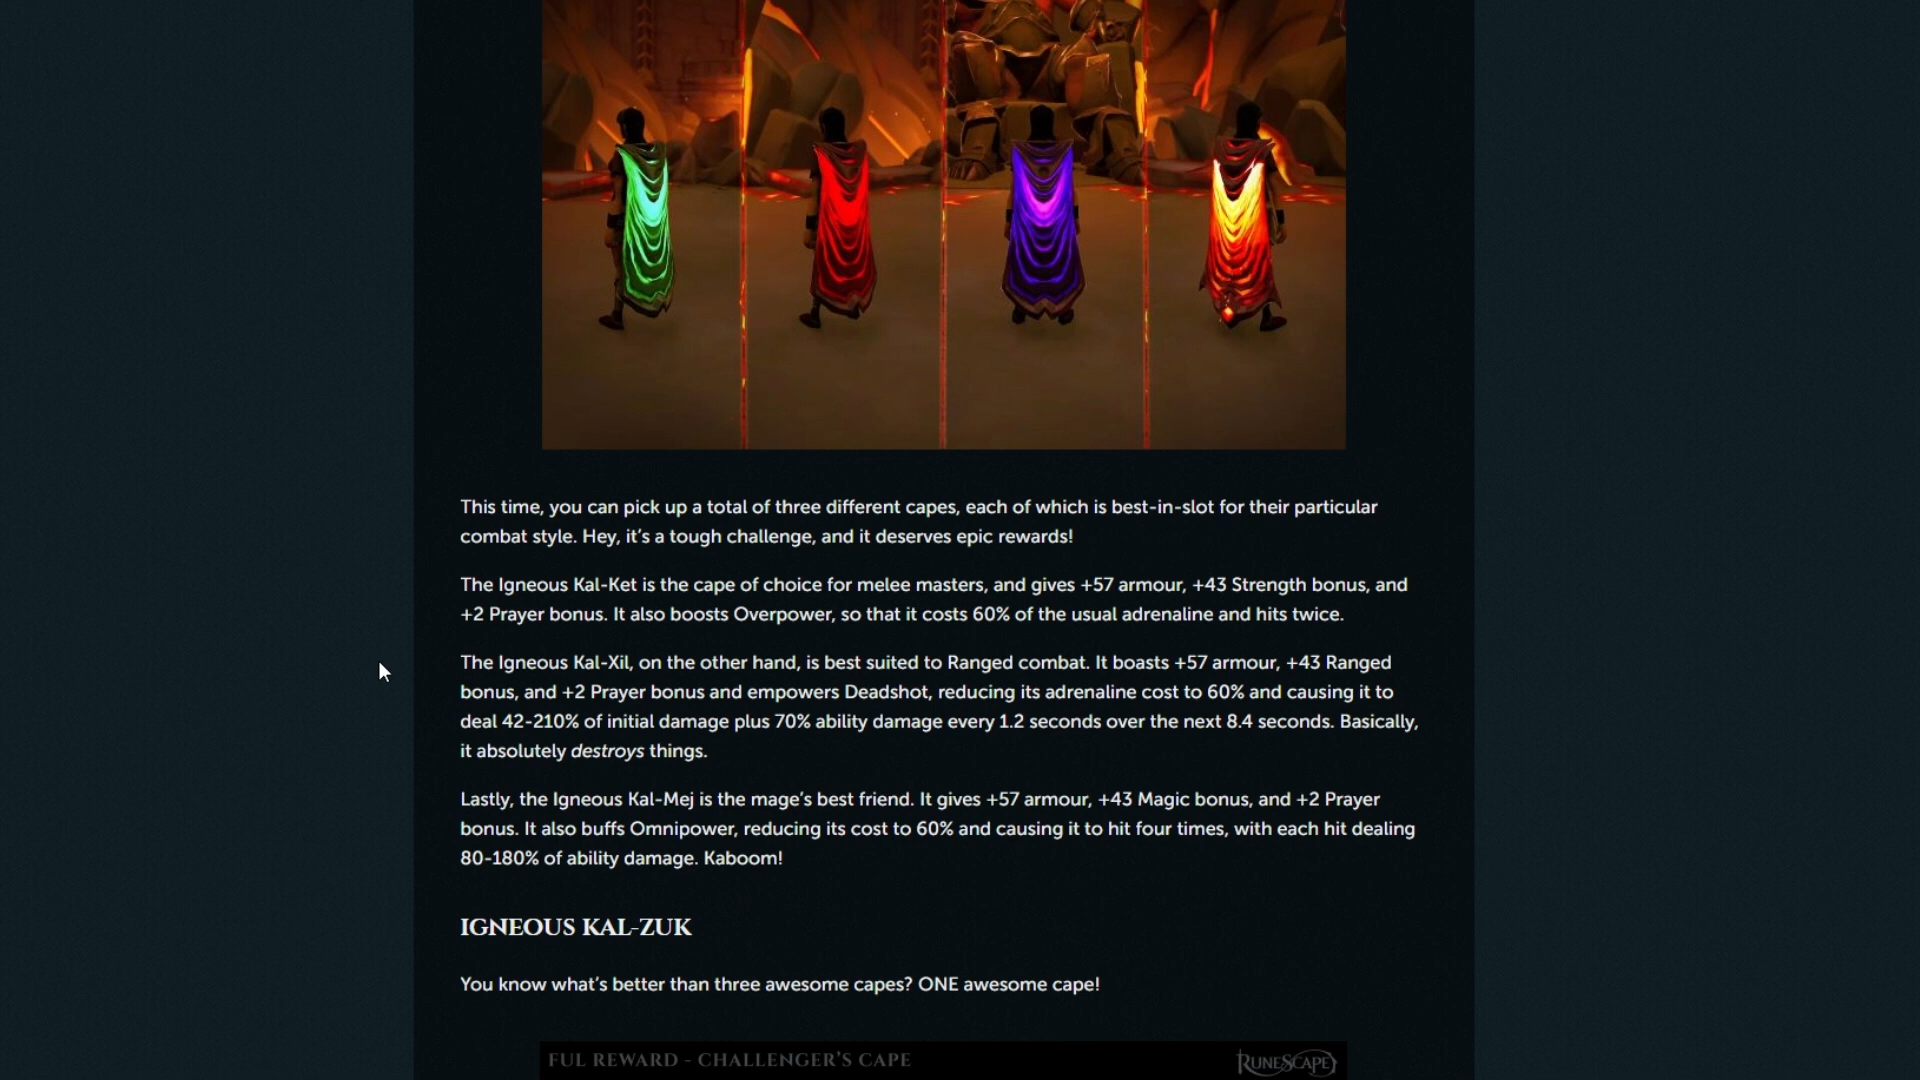 This time, you can pick up a total of three different capes, each of which is best-in-slot for their particular
combat style. Hey, it’s a tough challenge, and it deserves epic rewards!
The Igneous Kal-Ket is the cape of choice for melee masters, and gives +57 armour, +43 Strength bonus, and
+2 Prayer bonus. It also boosts Overpower, so that it costs 60% of the usual adrenaline and hits twice.
The Igneous Kal-Xil, on the other hand, is best suited to Ranged combat. It boasts +57 armour, +43 Ranged
bonus, and +2 Prayer bonus and empowers Deadshot, reducing its adrenaline cost to 60% and causing it to
deal 42-210% of initial damage plus 70% ability damage every 1.2 seconds over the next 8.4 seconds. Basically,
it absolutely destroys things.
Lastly, the Igneous Kal-Mej is the mage’s best friend. It gives +57 armour, +43 Magic bonus, and +2 Prayer
bonus. It also buffs Omnipower, reducing its cost to 60% and causing it to hit four times, with each hit dealing
80-180% of ability damage. Kaboom!
IGNEOUS KAL-ZUK
You know what’s better than three awesome capes? ONE awesome cape!
FUL REWARD - CHALLENGER’S CAPE
RUNESCAPE